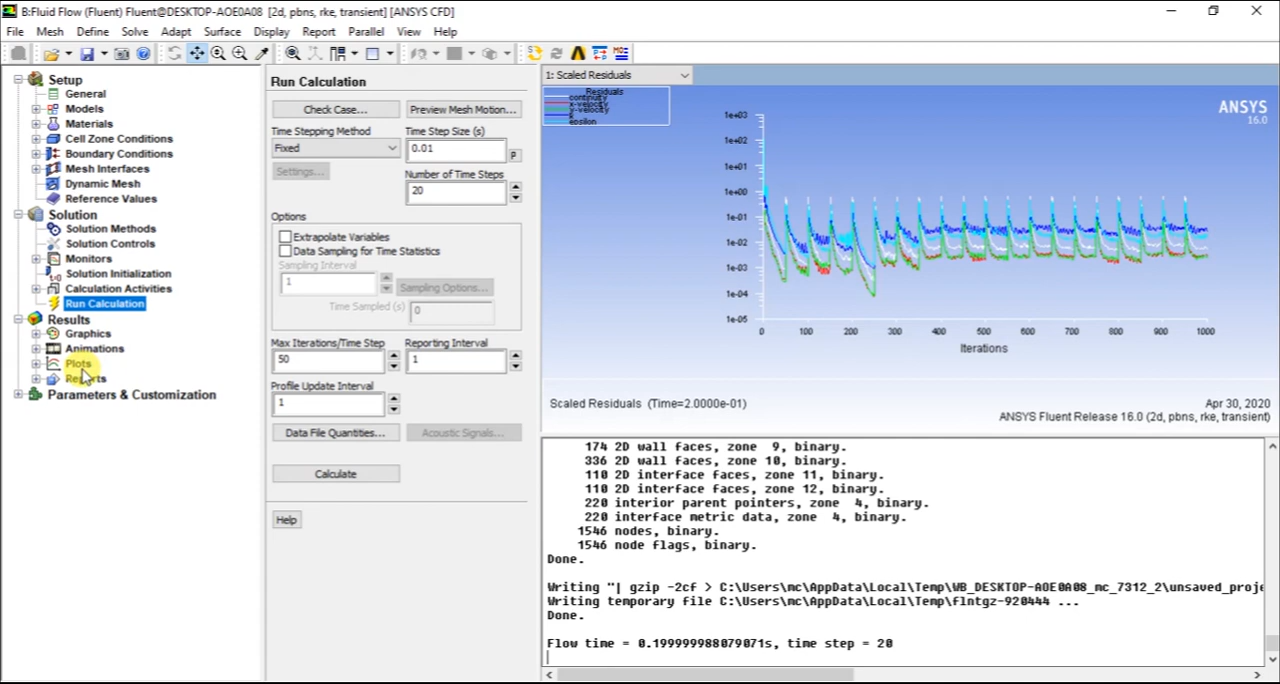 B:Fluid Flow (Fluent) Fluent@DESKTOP-AOE0A08 [2d, pbns, rke, transient] [ANSYS CFD]
File Mesh Define Solve Adapt Surface Display Report Parallel View Help
Setup
General
Models
Materials
Cell Zone Conditions
Boundary Conditions
Mesh Interfaces
Dynamic Mesh
Reference Values
Solution
Solution Methods
Solution Controls
Monitors
Solution Initialization
Calculation Activities
Run Calculation
Results
Graphics
Animations
Plots
Reports
Parameters & Customization
Run Calculation
Check Case... Preview Mesh Motion...
Time Stepping Method Time Step Size (s)
Fixed 0.01 P
Settings... Number of Time Steps
20
Options
Extrapolate Variables
Data Sampling for Time Statistics
Sampling Interval
1 Sampling Options...
Time Sampled (s) 0
Max Iterations/Time Step Reporting Interval
50 1
Profile Update Interval
1
Data File Quantities... Acoustic Signals...
Calculate
Help
1: Scaled Residuals
Residuals
continuity
x-velocity
y-velocity
k
epsilon
ANSYS
16.0
1e+03
1e+02
1e+01
1e+00
1e-01
1e-02
1e-03
1e-04
1e-05
0 100 200 300 400 500 600 700 800 900 1000
Iterations
Scaled Residuals (Time=2.0000e-01) Apr 30, 2020
ANSYS Fluent Release 16.0 (2d, pbns, rke, transient)
174 2D wall faces, zone 9, binary.
336 2D wall faces, zone 10, binary.
110 2D interface faces, zone 11, binary.
110 2D interface faces, zone 12, binary.
220 interior parent pointers, zone 4, binary.
220 interface metric data, zone 4, binary.
1546 nodes, binary.
1546 node flags, binary.
Done.
Writing "| gzip -2cf > C:\Users\mc\AppData\Local\Temp\WB_DESKTOP-AOE0A08_mc_7312_2\unsaved_proje
Writing temporary file C:\Users\mc\AppData\Local\Temp\flntgz-920444 ...
Done.
Flow time = 0.199999988079071s, time step = 20